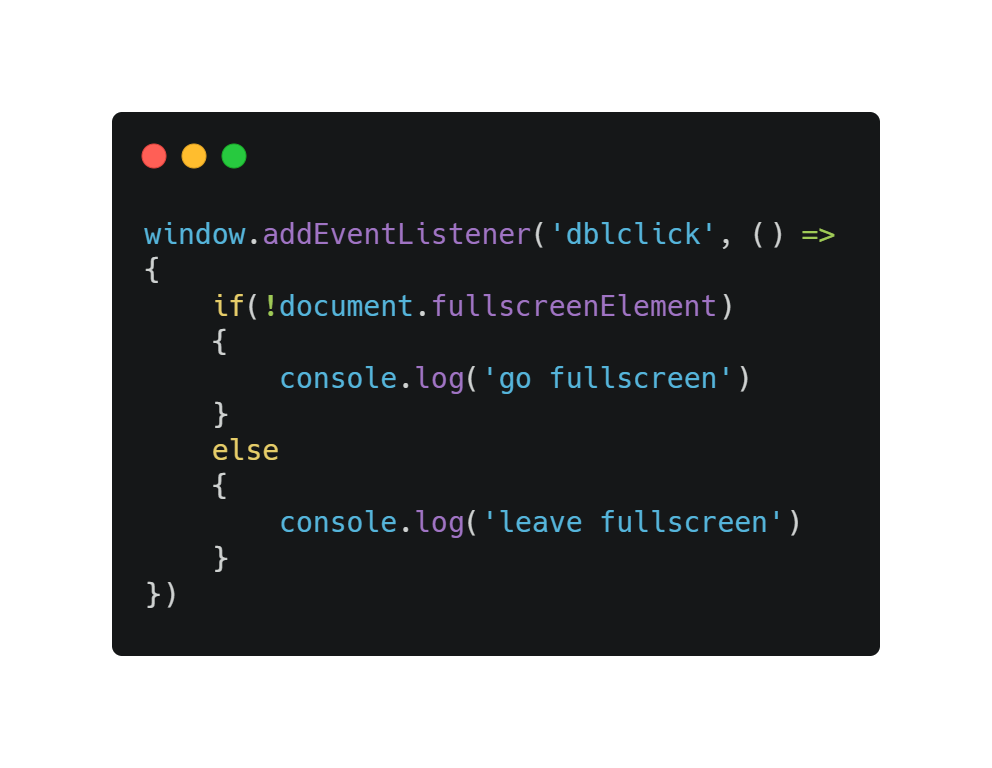 window.addEventListener('dblclick', () =>
{
    if(!document.fullscreenElement)
    {
        console.log('go fullscreen')
    }
    else
    {
        console.log('leave fullscreen')
    }
})